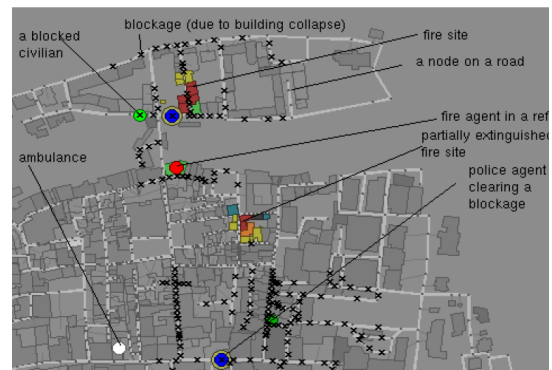 blockage (due to building collapse)
a blocked
civilian
fire site
a node on a road
fire agent in a ref
partially extinguished
fire site
ambulance
police agent
clearing a
blockage